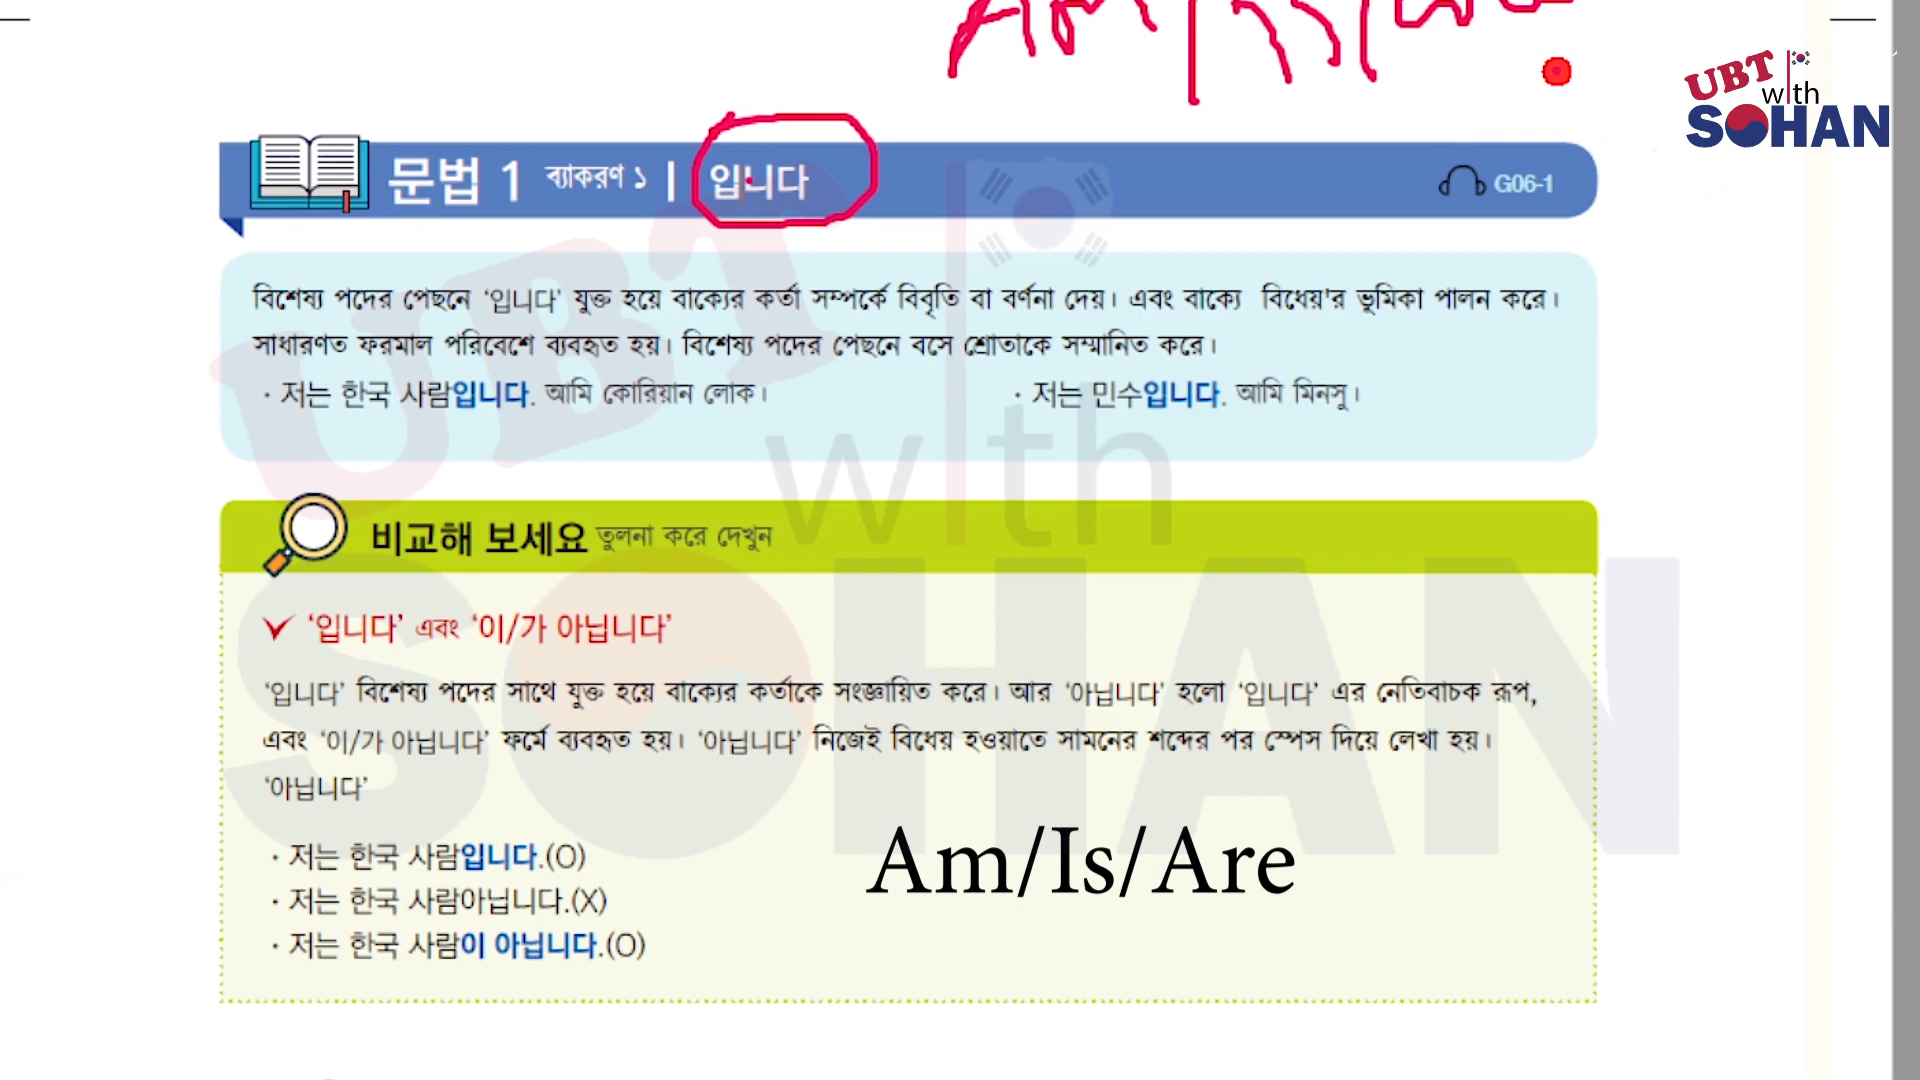 UBT
with
SOHAN
문법 1 ব্যাকরণ ১ | 입니다
G06-1
বিশেষ্য পদের পেছনে ‘입니다’ যুক্ত হয়ে বাক্যের কর্তা সম্পর্কে বিবৃতি বা বর্ণনা দেয়। এবং বাক্যে বিধেয়'র ভূমিকা পালন করে।
সাধারণত ফরমাল পরিবেশে ব্যবহৃত হয়। বিশেষ্য পদের পেছনে বসে শ্রোতাকে সম্মানিত করে।
· 저는 한국 사람입니다. আমি কোরিয়ান লোক।
· 저는 민수입니다. আমি মিনসু।
비교해 보세요 তুলনা করে দেখুন
‘입니다’ এবং ‘이/가 아닙니다’
‘입니다’ বিশেষ্য পদের সাথে যুক্ত হয়ে বাক্যের কর্তাকে সংজ্ঞায়িত করে। আর ‘아닙니다’ হলো ‘입니다’ এর নেতিবাচক রূপ,
এবং ‘이/가 아닙니다’ ফর্মে ব্যবহৃত হয়। ‘아닙니다’ নিজেই বিধেয় হওয়াতে সামনের শব্দের পর স্পেস দিয়ে লেখা হয়।
‘아닙니다’
· 저는 한국 사람입니다.(O)
· 저는 한국 사람아닙니다.(X)
· 저는 한국 사람이 아닙니다.(O)
Am/Is/Are
UBT
with
SOHAN